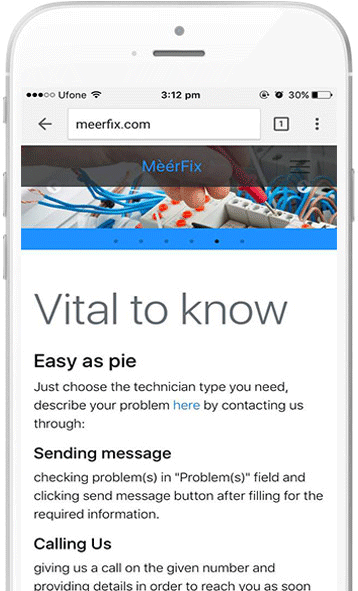 Ufone 3:12 pm 30%
meerfix.com 1
MèérFix
Vital to know
Easy as pie
Just choose the technician type you need,
describe your problem here by contacting us
through:
Sending message
checking problem(s) in "Problem(s)" field and
clicking send message button after filling for the
required information.
Calling Us
giving us a call on the given number and
providing details in order to reach you as soon